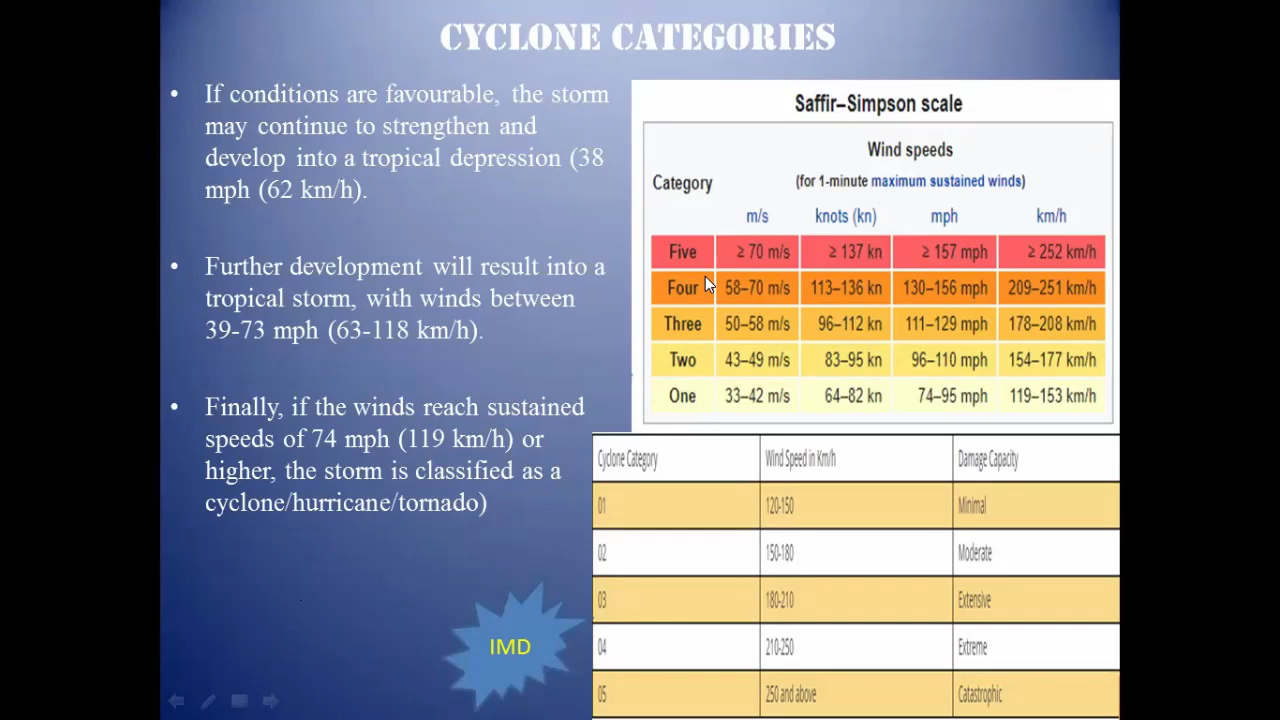 CYCLONE CATEGORIES
• If conditions are favourable, the storm
may continue to strengthen and
develop into a tropical depression (38
mph (62 km/h).
• Further development will result into a
tropical storm, with winds between
39-73 mph (63-118 km/h).
• Finally, if the winds reach sustained
speeds of 74 mph (119 km/h) or
higher, the storm is classified as a
cyclone/hurricane/tornado)
IMD
Saffir–Simpson scale
Wind speeds
Category (for 1-minute maximum sustained winds)
m/s knots (kn) mph km/h
Five ≥ 70 m/s ≥ 137 kn ≥ 157 mph ≥ 252 km/h
Four 58–70 m/s 113–136 kn 130–156 mph 209–251 km/h
Three 50–58 m/s 96–112 kn 111–129 mph 178–208 km/h
Two 43–49 m/s 83–95 kn 96–110 mph 154–177 km/h
One 33–42 m/s 64–82 kn 74–95 mph 119–153 km/h
Cyclone Category Wind Speed in Km/h Damage Capacity
01 120-150 Minimal
02 150-180 Moderate
03 180-210 Extensive
04 210-250 Extreme
05 250 and above Catastrophic